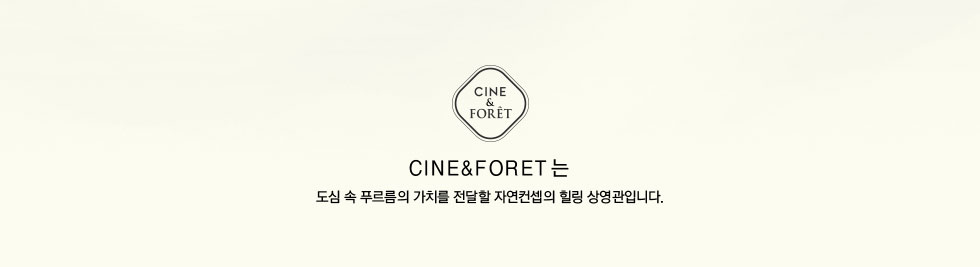 CINE
&
FORÊT
CINE&FORET 는
도심 속 푸르름의 가치를 전달할 자연컨셉의 힐링 상영관입니다.